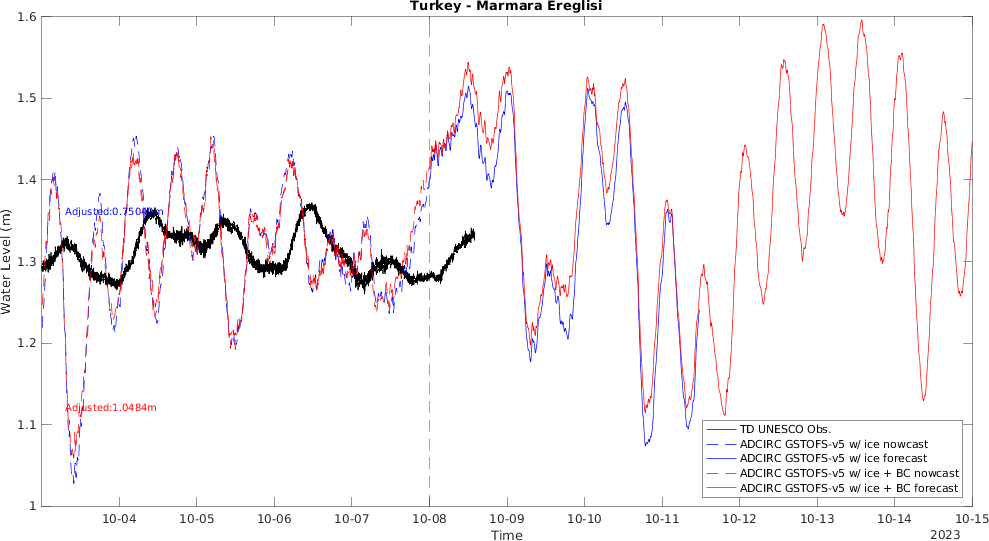 Turkey - Marmara Ereglisi
1.6
1.5
1.4
1.3
1.2
1.1
1
Water Level (m)
Adjusted:1.0484m
10-04
10-05
10-06
10-07
10-08
10-09
10-10
10-11
10-12
10-13
10-14
10-15
Time
2023
TD UNESCO Obs.
ADCIRC GSTOFS-v5 w/ ice nowcast
ADCIRC GSTOFS-v5 w/ ice forecast
ADCIRC GSTOFS-v5 w/ ice + BC nowcast
ADCIRC GSTOFS-v5 w/ ice + BC forecast